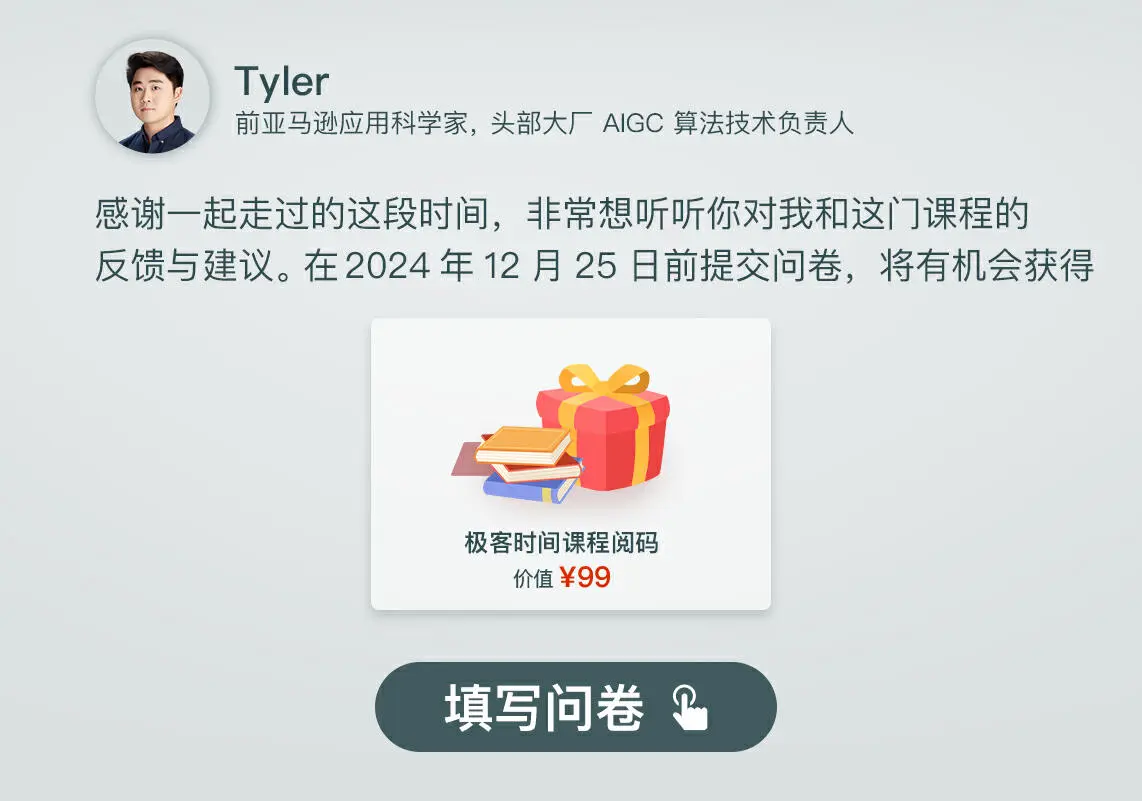 Tyler
前亚马逊应用科学家，头部大厂 AIGC 算法技术负责人
感谢一起走过的这段时间，非常想听听你对我和这门课程的
反馈与建议。在2024 年 12 月 25 日前提交问卷，将有机会获得
极客时间课程阅码
价值 ¥99
填写问卷